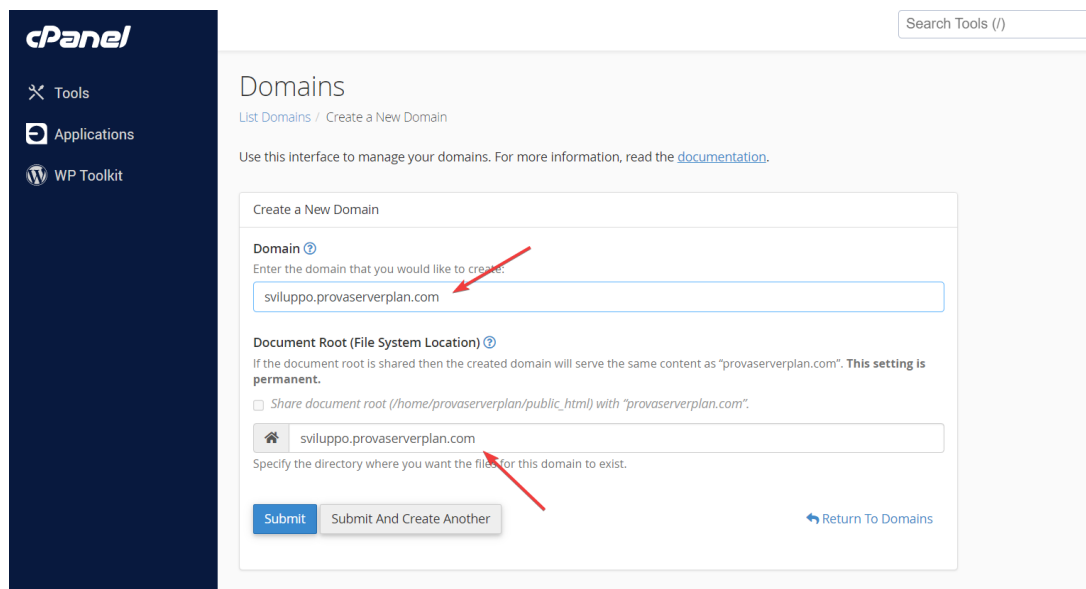 cPanel
Search Tools (/)
Tools
Applications
WP Toolkit
Domains
List Domains / Create a New Domain
Use this interface to manage your domains. For more information, read the documentation.
Create a New Domain
Domain
Enter the domain that you would like to create:
sviluppo.provaserverplan.com
Document Root (File System Location)
If the document root is shared then the created domain will serve the same content as “provaserverplan.com”. This setting is
permanent.
Share document root (/home/provaserverplan/public_html) with “provaserverplan.com”.
sviluppo.provaserverplan.com
Specify the directory where you want the files for this domain to exist.
Submit
Submit And Create Another
Return To Domains